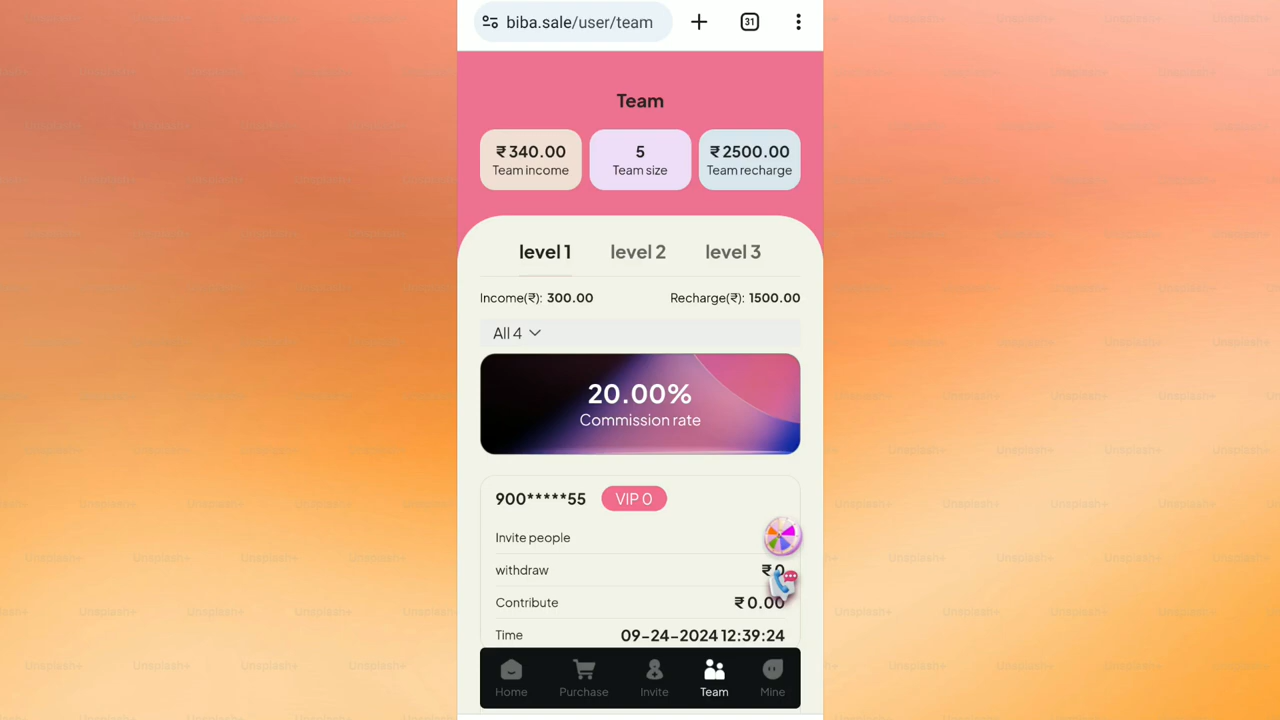 biba.sale/user/team
31
Team
₹ 340.00
Team income
5
Team size
₹ 2500.00
Team recharge
level 1
level 2
level 3
Income(₹): 300.00
Recharge(₹): 1500.00
All 4
20.00%
Commission rate
900*****55
VIP 0
Invite people
withdraw
₹ 0
Contribute
₹ 0.00
Time
09-24-2024 12:39:24
Home
Purchase
Invite
Team
Mine